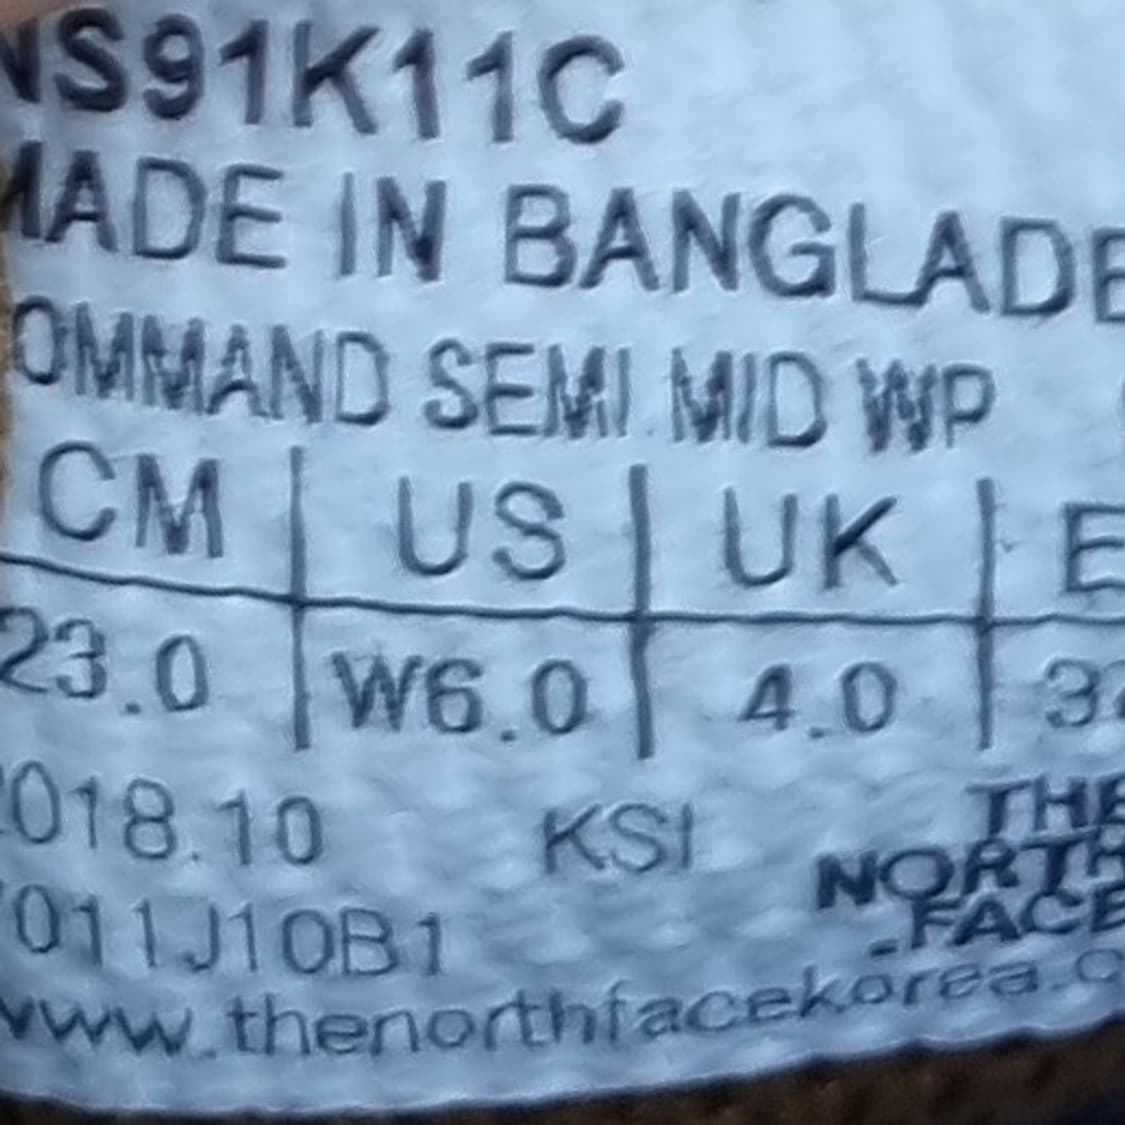 NS91K11C
MADE IN BANGLADE
OMMAND SEMI MID WP
CM US UK E
23.0 W6.0 4.0 3
2018.10 KSI
011J10B1
THE
NORTH
FACE
www.thenorthfacekorea.c